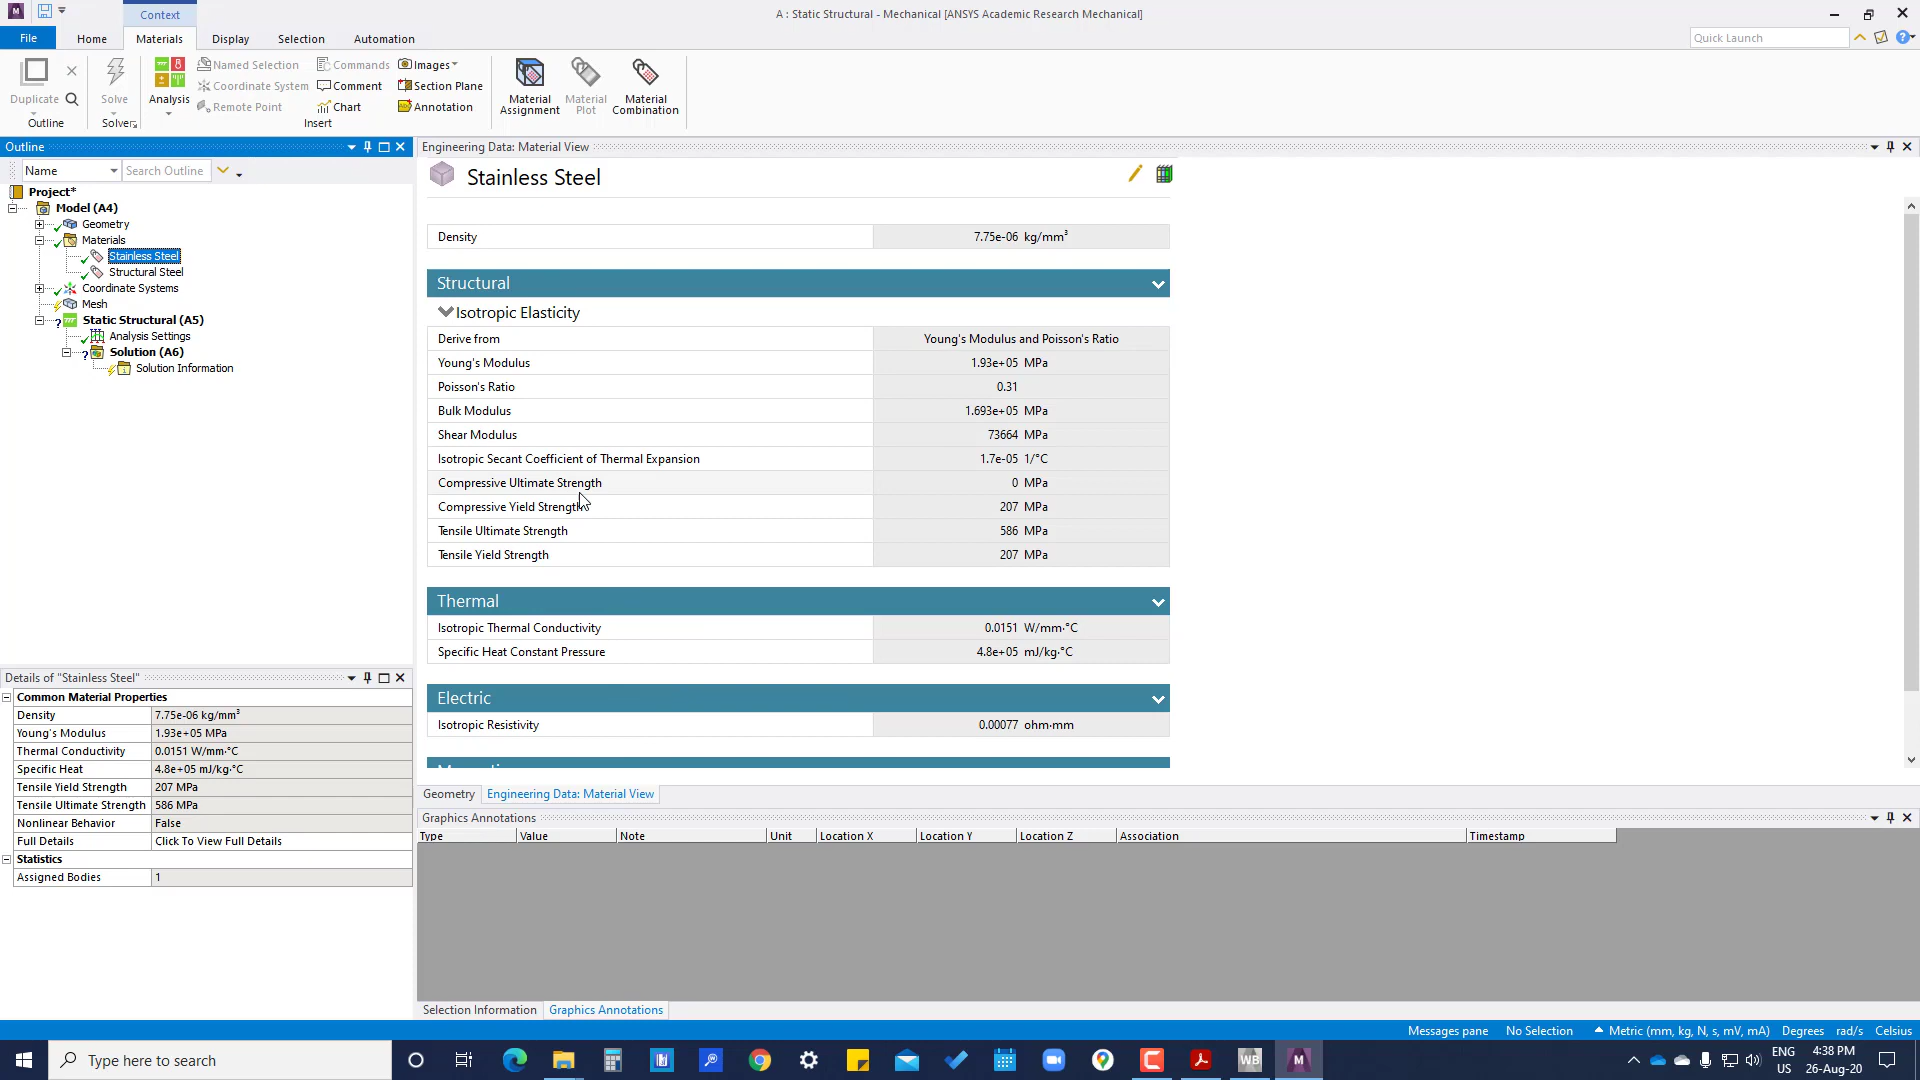 Context
A : Static Structural - Mechanical [ANSYS Academic Research Mechanical]
File
Home
Materials
Display
Selection
Automation
Quick Launch
Duplicate
Outline
Solve
Solver
Analysis
Named Selection
Coordinate System
Remote Point
Commands
Comment
Chart
Images
Section Plane
Annotation
Insert
Material Assignment
Material Plot
Material Combination
Outline
Name
Search Outline
Project*
Model (A4)
Geometry
Materials
Stainless Steel
Structural Steel
Coordinate Systems
Mesh
Static Structural (A5)
Analysis Settings
Solution (A6)
Solution Information
Details of "Stainless Steel"
Common Material Properties
Density 7.75e-06 kg/mm³
Young's Modulus 1.93e+05 MPa
Thermal Conductivity 0.0151 W/mm·°C
Specific Heat 4.8e+05 mJ/kg·°C
Tensile Yield Strength 207 MPa
Tensile Ultimate Strength 586 MPa
Nonlinear Behavior False
Full Details Click To View Full Details
Statistics
Assigned Bodies 1
Engineering Data: Material View
Stainless Steel
Density 7.75e-06 kg/mm³
Structural
Isotropic Elasticity
Derive from Young's Modulus and Poisson's Ratio
Young's Modulus 1.93e+05 MPa
Poisson's Ratio 0.31
Bulk Modulus 1.693e+05 MPa
Shear Modulus 73664 MPa
Isotropic Secant Coefficient of Thermal Expansion 1.7e-05 1/°C
Compressive Ultimate Strength 0 MPa
Compressive Yield Strength 207 MPa
Tensile Ultimate Strength 586 MPa
Tensile Yield Strength 207 MPa
Thermal
Isotropic Thermal Conductivity 0.0151 W/mm·°C
Specific Heat Constant Pressure 4.8e+05 mJ/kg·°C
Electric
Isotropic Resistivity 0.00077 ohm·mm
Geometry
Engineering Data: Material View
Graphics Annotations
Type Value Note Unit Location X Location Y Location Z Association Timestamp
Selection Information
Graphics Annotations
Messages pane No Selection Metric (mm, kg, N, s, mV, mA) Degrees rad/s Celsius
Type here to search
WB
M
ENG
US
4:38 PM
26-Aug-20